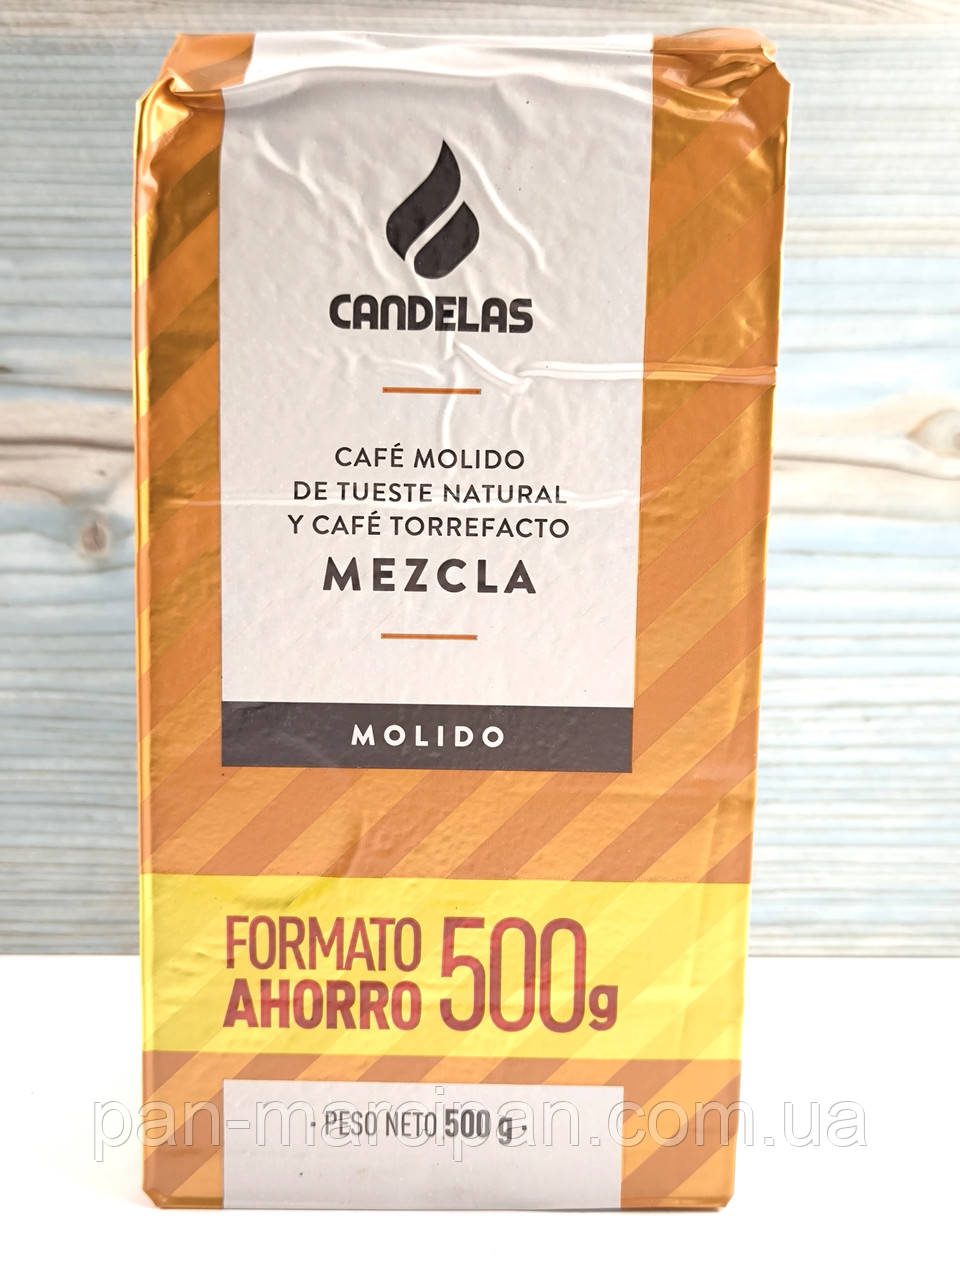 CANDELAS
CAFÉ MOLIDO
DE TUESTE NATURAL
Y CAFÉ TORREFACTO
MEZCLA
MOLIDO
FORMATO
AHORRO 500g
· PESO NETO 500 g ·
pan-marcipan.com.ua